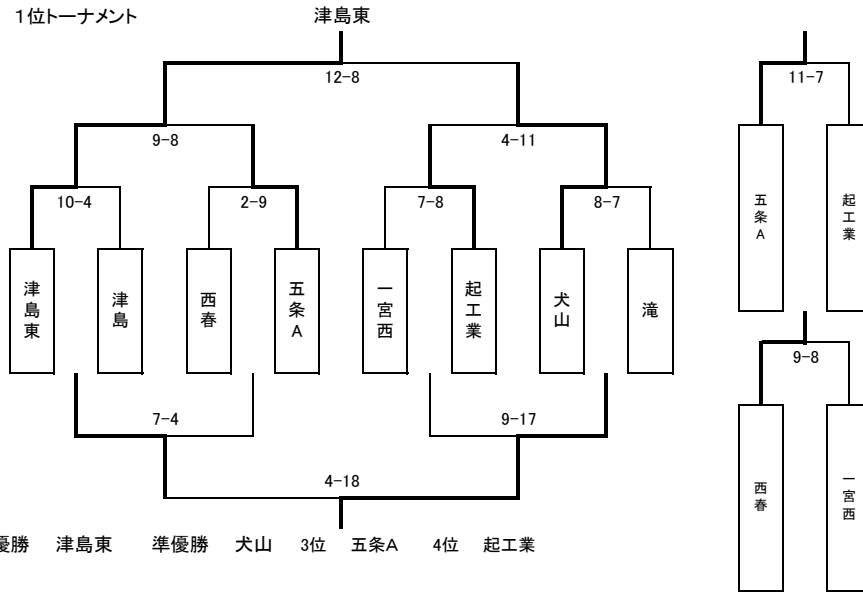 1位トーナメント 津島東
12-8 11-7
9-8 4-11
10-4 2-9 7-8 8-7
津島東 津島 西春 五条A 一宮西 起工業 犬山 滝
五条A 起工業
9-8
7-4 9-17
4-18
西春 一宮西
優勝 津島東 準優勝 犬山 3位 五条A 4位 起工業